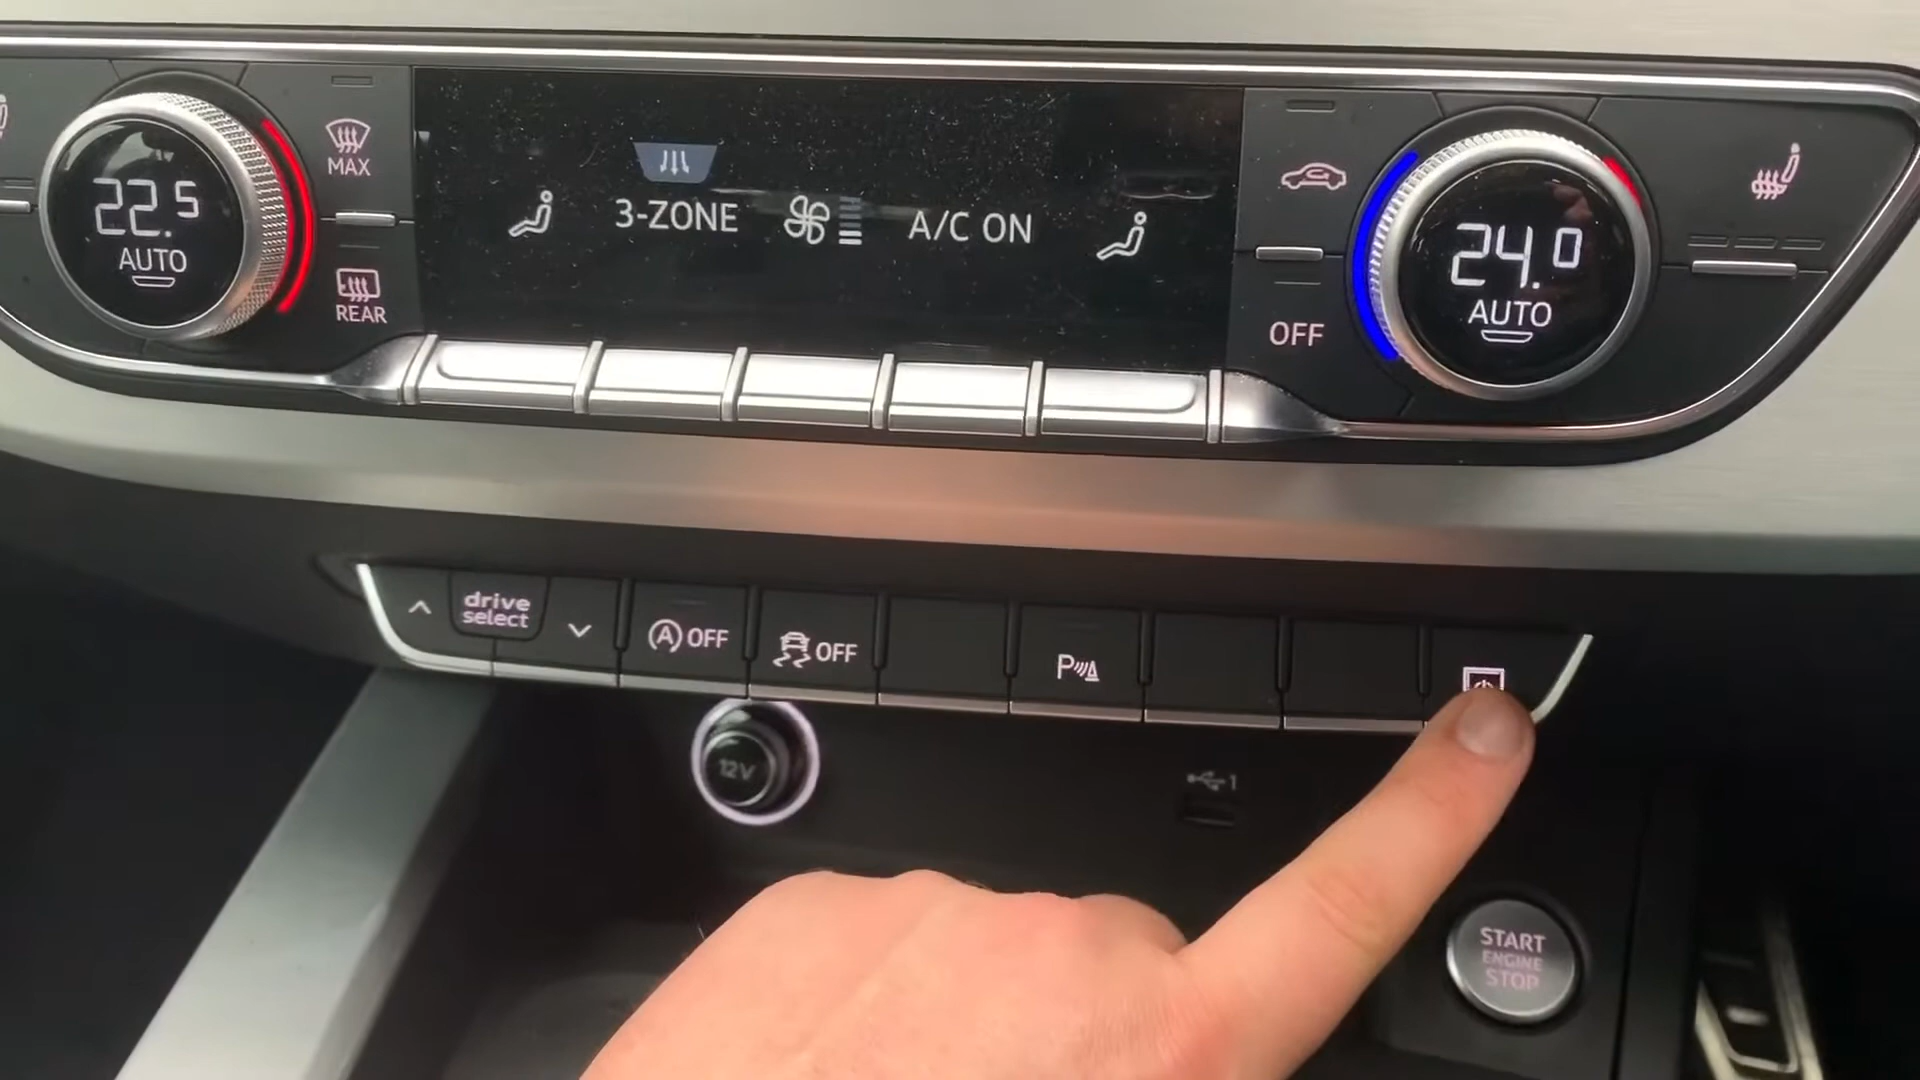 22.5
AUTO
MAX
REAR
3-ZONE
A/C ON
OFF
24.0
AUTO
drive
select
A OFF
OFF
P
12V
1
START
ENGINE
STOP